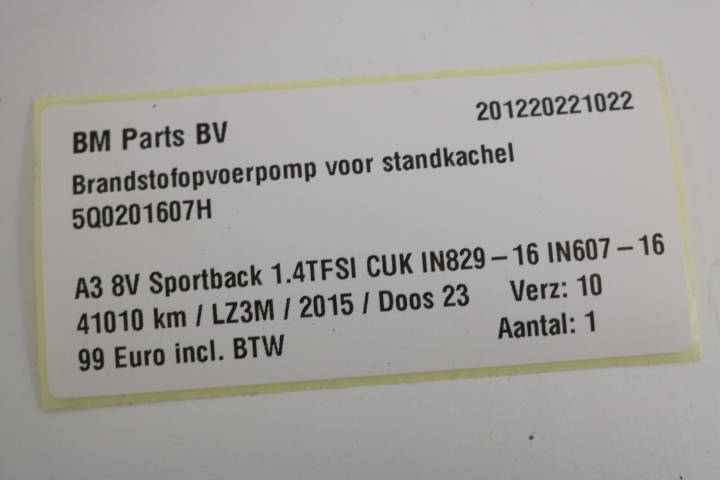 BM Parts BV 201220221022
Brandstofopvoerpomp voor standkachel
5Q0201607H
A3 8V Sportback 1.4TFSI CUK IN829-16 IN607-16
41010 km / LZ3M / 2015 / Doos 23 Verz: 10
99 Euro incl. BTW Aantal: 1